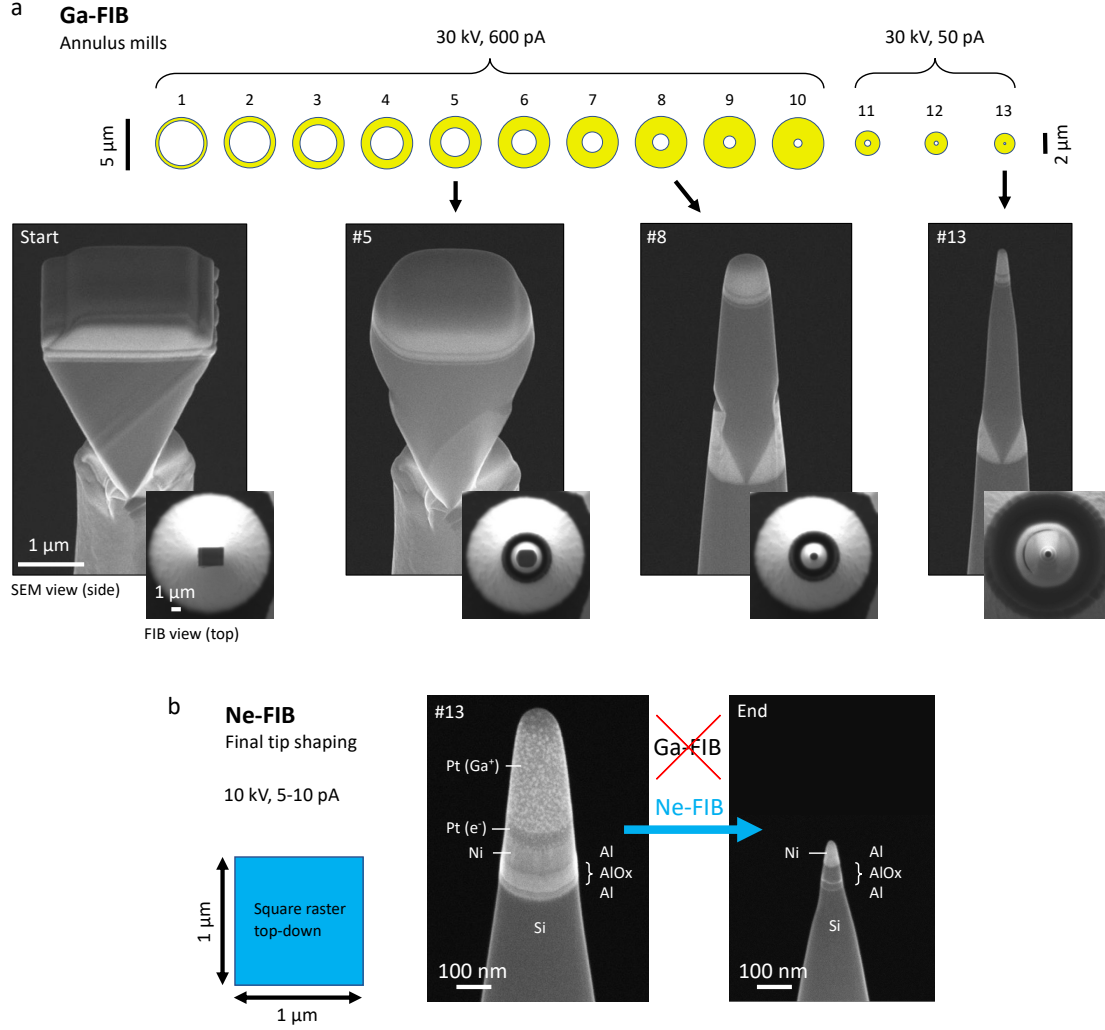 a
Ga-FIB
Annulus mills
30 kV, 600 pA
30 kV, 50 pA
1 2 3 4 5 6 7 8 9 10 11 12 13
5 µm
2 µm
Start
#5
#8
#13
1 µm
SEM view (side)
1 µm
FIB view (top)
b
Ne-FIB
Final tip shaping
10 kV, 5-10 pA
Square raster
top-down
1 µm
1 µm
#13
Pt (Ga⁺)
Pt (e⁻)
Ni
Al
AlOx
Al
Si
100 nm
Ga-FIB
Ne-FIB
End
Ni
Al
AlOx
Al
Si
100 nm